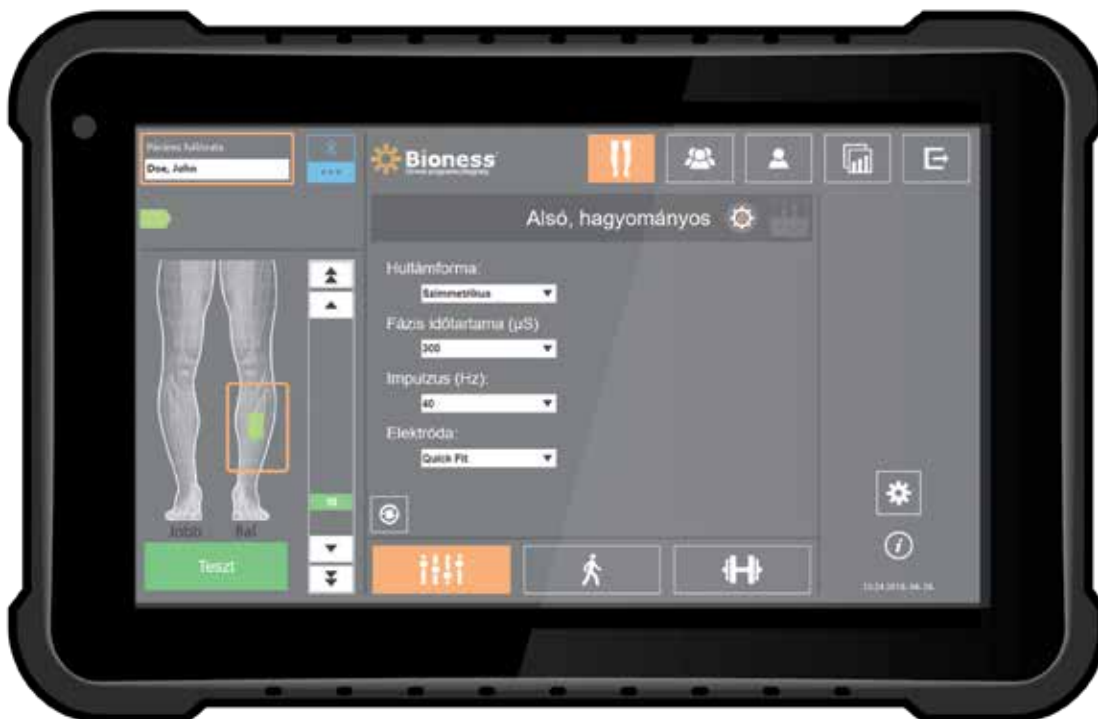 Doe, John
Bioness
Alsó, hagyományos
Hullámforma:
Szimmetrikus
Fázis időtartama (µS)
300
Impulzus (Hz):
40
Elektróda:
Quick Fit
10
Jobb
Bal
Teszt